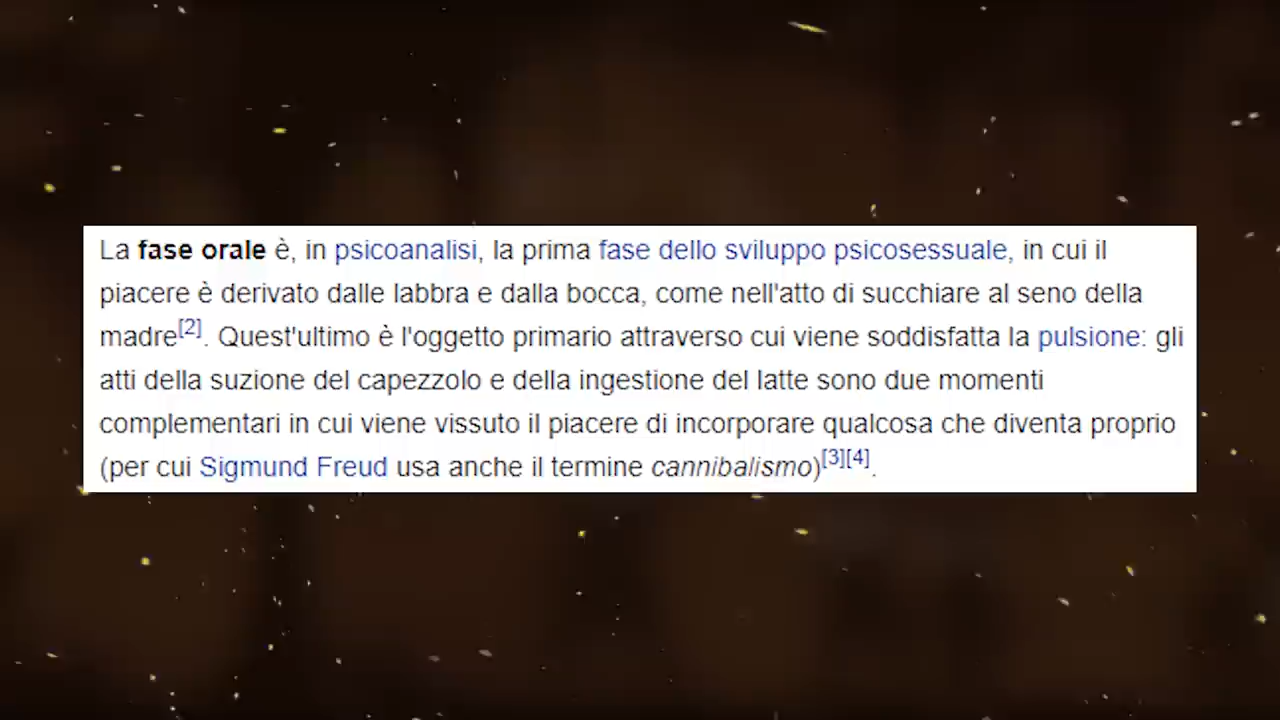 La fase orale è, in psicoanalisi, la prima fase dello sviluppo psicosessuale, in cui il
piacere è derivato dalle labbra e dalla bocca, come nell'atto di succhiare al seno della
madre[2]. Quest'ultimo è l'oggetto primario attraverso cui viene soddisfatta la pulsione: gli
atti della suzione del capezzolo e della ingestione del latte sono due momenti
complementari in cui viene vissuto il piacere di incorporare qualcosa che diventa proprio
(per cui Sigmund Freud usa anche il termine cannibalismo)[3][4].